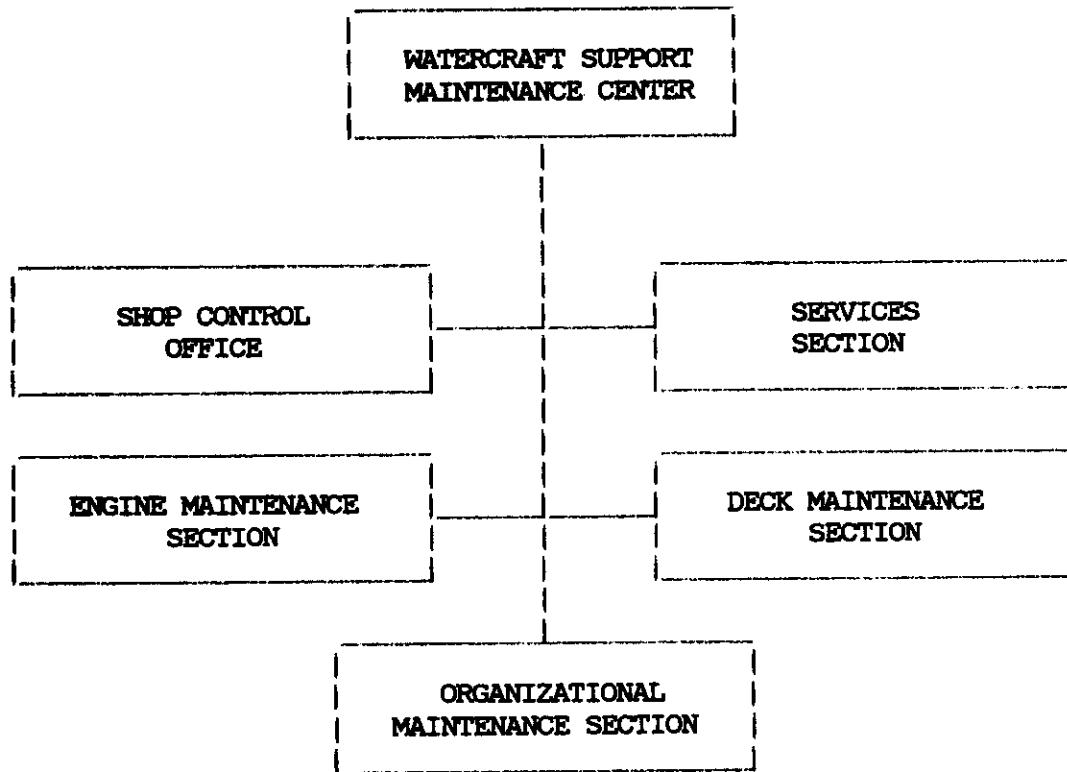 WATERCRAFT SUPPORT
MAINTENANCE CENTER
SHOP CONTROL
OFFICE
SERVICES
SECTION
ENGINE MAINTENANCE
SECTION
DECK MAINTENANCE
SECTION
ORGANIZATIONAL
MAINTENANCE SECTION